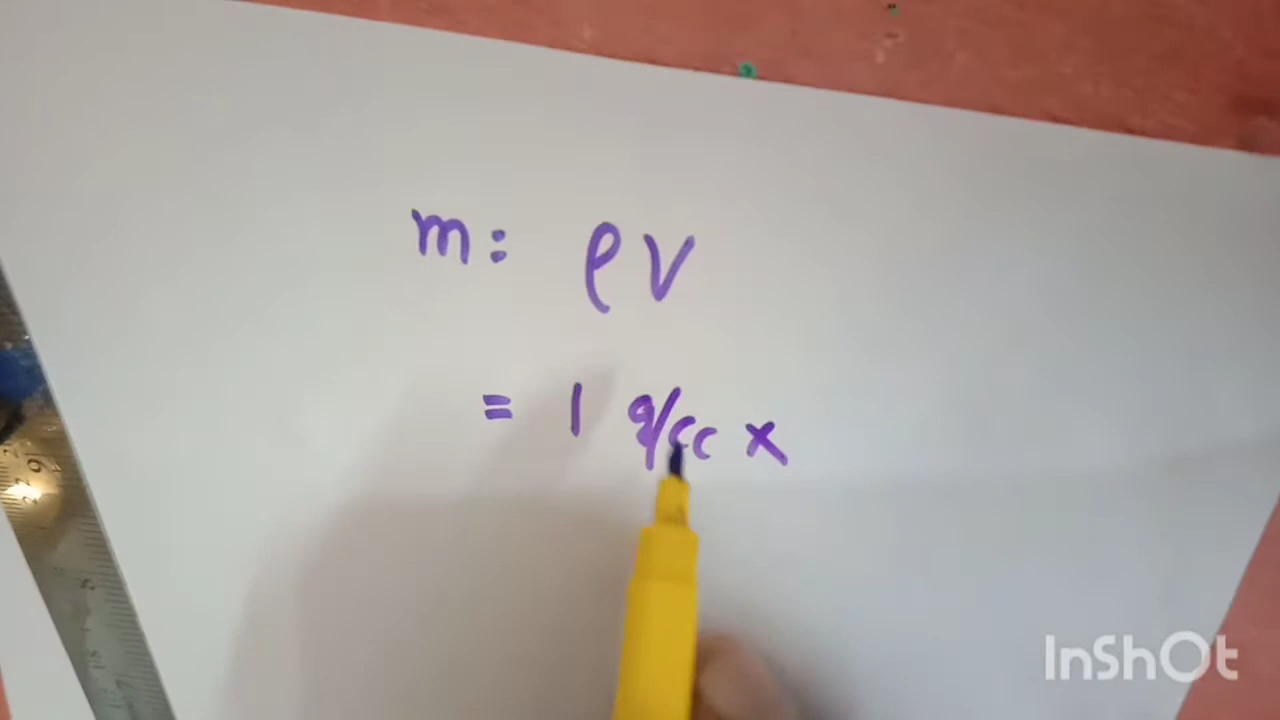 m: ρV
= 1 g/cc ×
InShOt